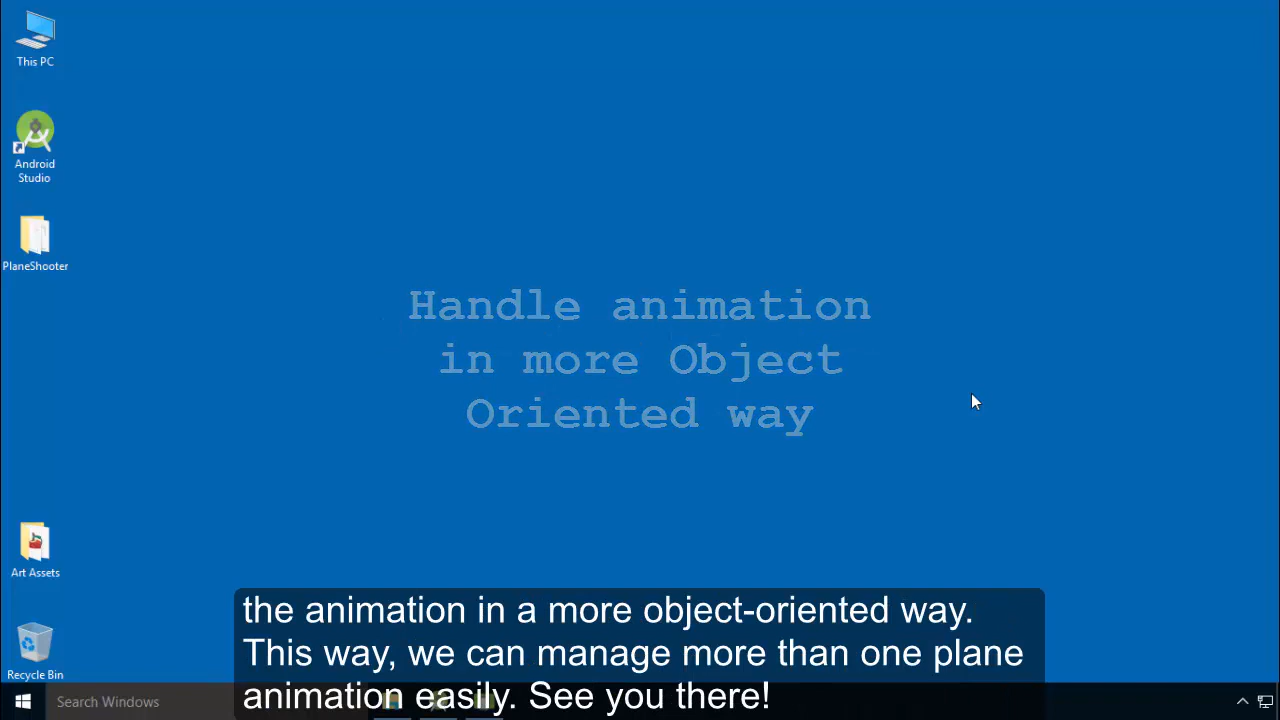 This PC
Android
Studio
PlaneShooter
Handle animation
in more Object
Oriented way
Art Assets
Recycle Bin
the animation in a more object-oriented way.
This way, we can manage more than one plane
animation easily. See you there!
Search Windows